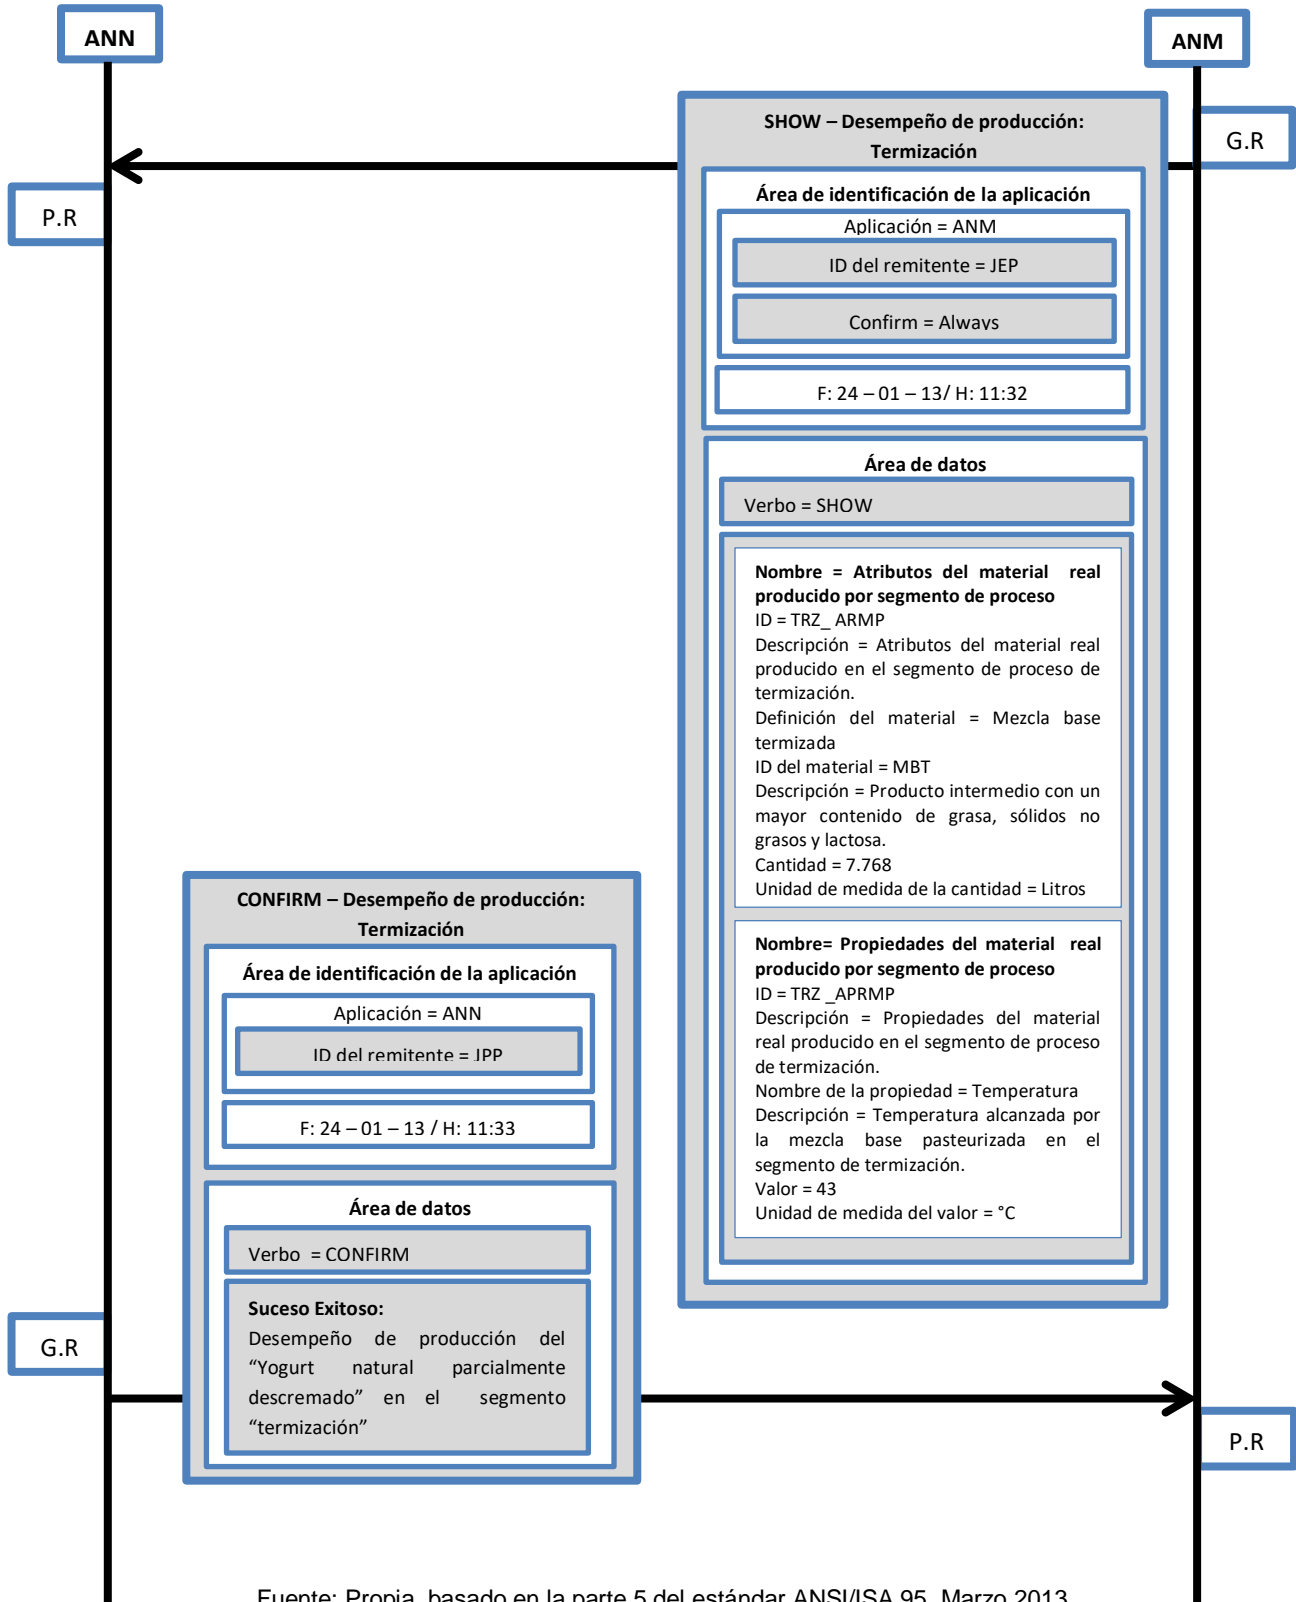 ANN
ANM
SHOW – Desempeño de producción:
Termización
G.R
Área de identificación de la aplicación
P.R
Aplicación = ANM
ID del remitente = JEP
Confirm = Always
F: 24 – 01 – 13/ H: 11:32
Área de datos
Verbo = SHOW
Nombre = Atributos del material real
producido por segmento de proceso
ID = TRZ_ ARMP
Descripción = Atributos del material real
producido en el segmento de proceso de
termización.
Definición del material = Mezcla base
termizada
ID del material = MBT
Descripción = Producto intermedio con un
mayor contenido de grasa, sólidos no
grasos y lactosa.
Cantidad = 7.768
Unidad de medida de la cantidad = Litros
Nombre= Propiedades del material real
producido por segmento de proceso
ID = TRZ _APRMP
Descripción = Propiedades del material
real producido en el segmento de proceso
de termización.
Nombre de la propiedad = Temperatura
Descripción = Temperatura alcanzada por
la mezcla base pasteurizada en el
segmento de termización.
Valor = 43
Unidad de medida del valor = °C
CONFIRM – Desempeño de producción:
Termización
Área de identificación de la aplicación
Aplicación = ANN
ID del remitente = JPP
F: 24 – 01 – 13 / H: 11:33
Área de datos
Verbo = CONFIRM
Suceso Exitoso:
Desempeño de producción del
“Yogurt natural parcialmente
descremado” en el segmento
“termización”
G.R
P.R
Fuente: Propia, basado en la parte 5 del estándar ANSI/ISA 95, Marzo 2013